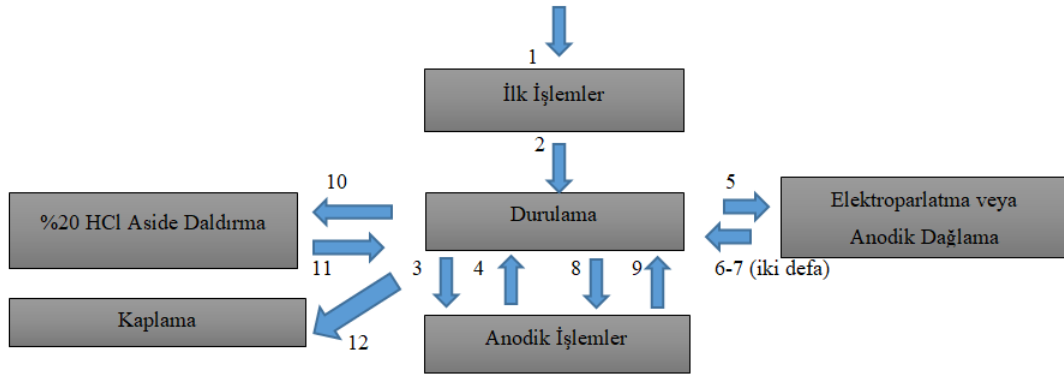 1
İlk İşlemler
2
10
5
%20 HCl Aside Daldırma
Durulama
Elektroparlatma veya
Anodik Dağlama
11
3
4
8
9
6-7 (iki defa)
Kaplama
12
Anodik İşlemler